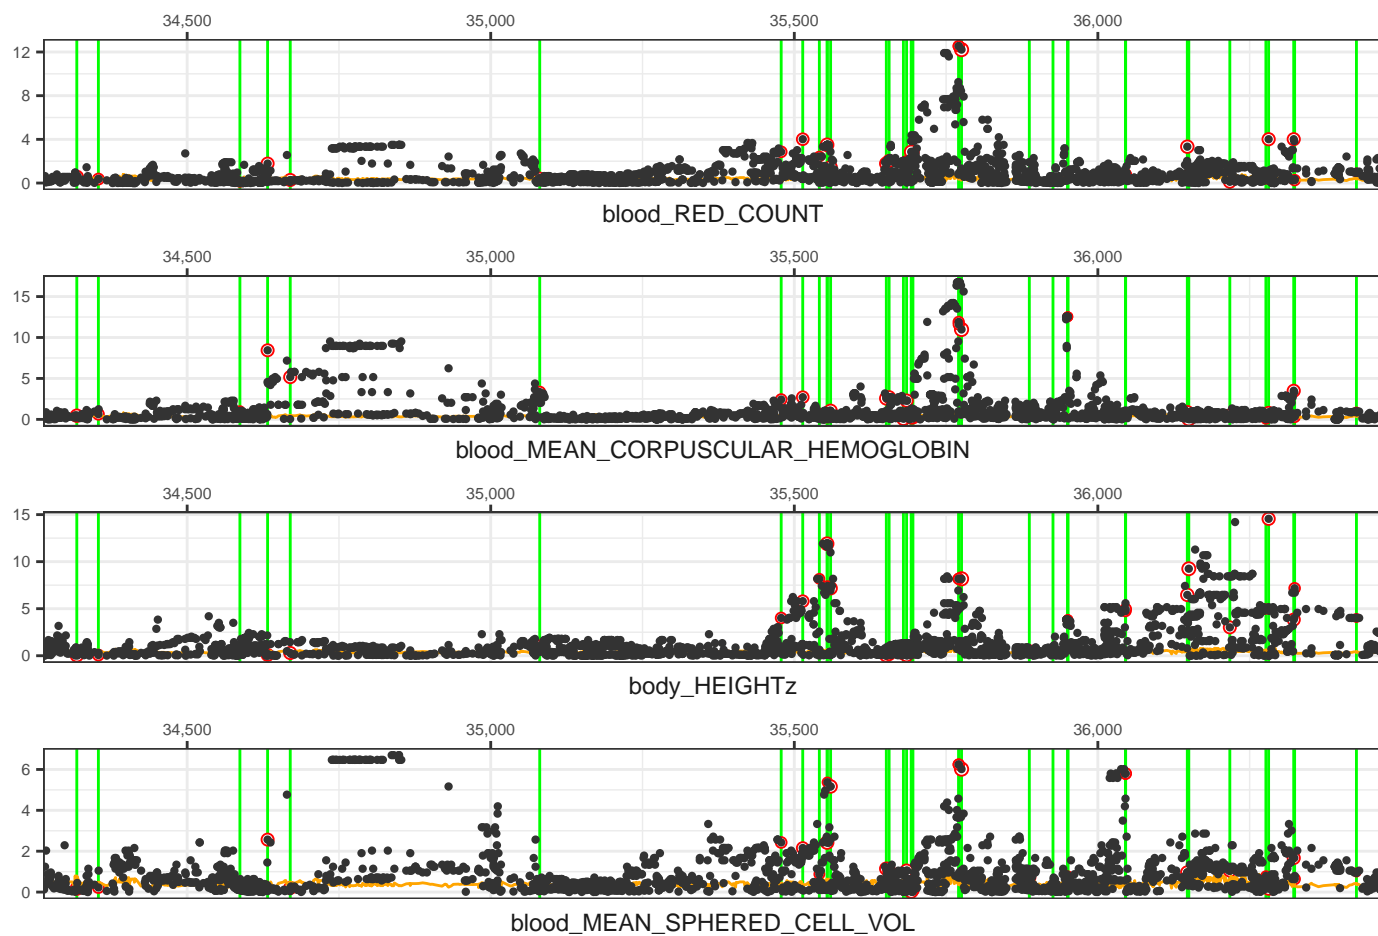 34,500 35,000 35,500 36,000
12
8
4
0
blood_RED_COUNT
34,500 35,000 35,500 36,000
15
10
5
0
blood_MEAN_CORPUSCULAR_HEMOGLOBIN
34,500 35,000 35,500 36,000
15
10
5
0
body_HEIGHTz
34,500 35,000 35,500 36,000
6
4
2
0
blood_MEAN_SPHERED_CELL_VOL